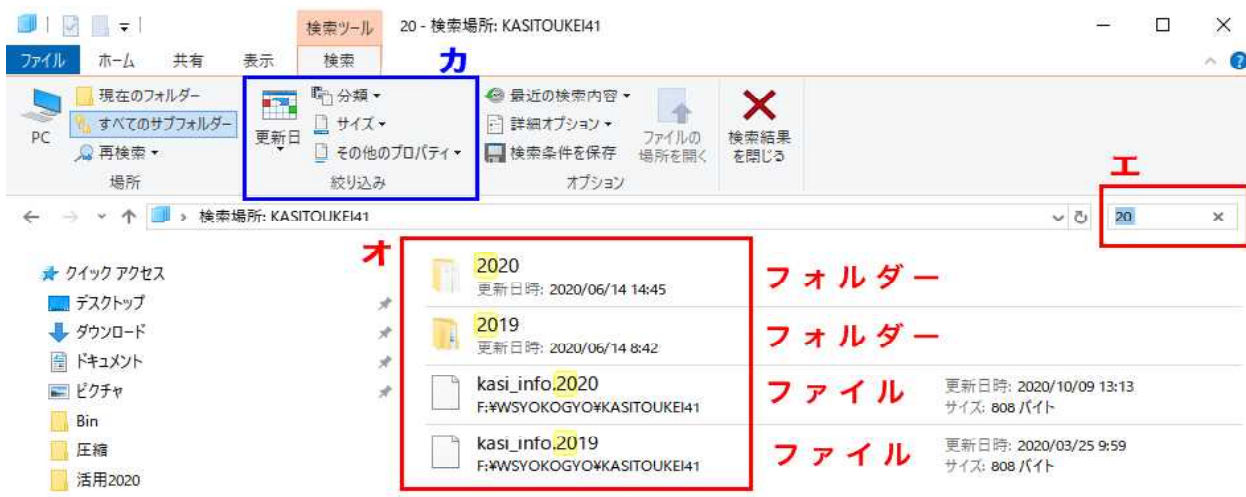 検索ツール 20 - 検索場所: KASITOUKEI41
ファイル ホーム 共有 表示 検索 カ
PC
現在のフォルダー
すべてのサブフォルダー
再検索
場所
更新日
分類
サイズ
その他のプロパティ
絞り込み
最近の検索内容
詳細オプション
検索条件を保存
ファイルの
場所を開く
オプション
検索結果
を閉じる
エ
検索場所: KASITOUKEI41
20
オ
クイック アクセス
デスクトップ
ダウンロード
ドキュメント
ピクチャ
Bin
圧縮
活用2020
2020
更新日時: 2020/06/14 14:45
フォルダー
2019
更新日時: 2020/06/14 8:42
フォルダー
kasi_info.2020
F:¥WSYOKOGYO¥KASITOUKEI41
ファイル
更新日時: 2020/10/09 13:13
サイズ: 808 バイト
kasi_info.2019
F:¥WSYOKOGYO¥KASITOUKEI41
ファイル
更新日時: 2020/03/25 9:59
サイズ: 808 バイト